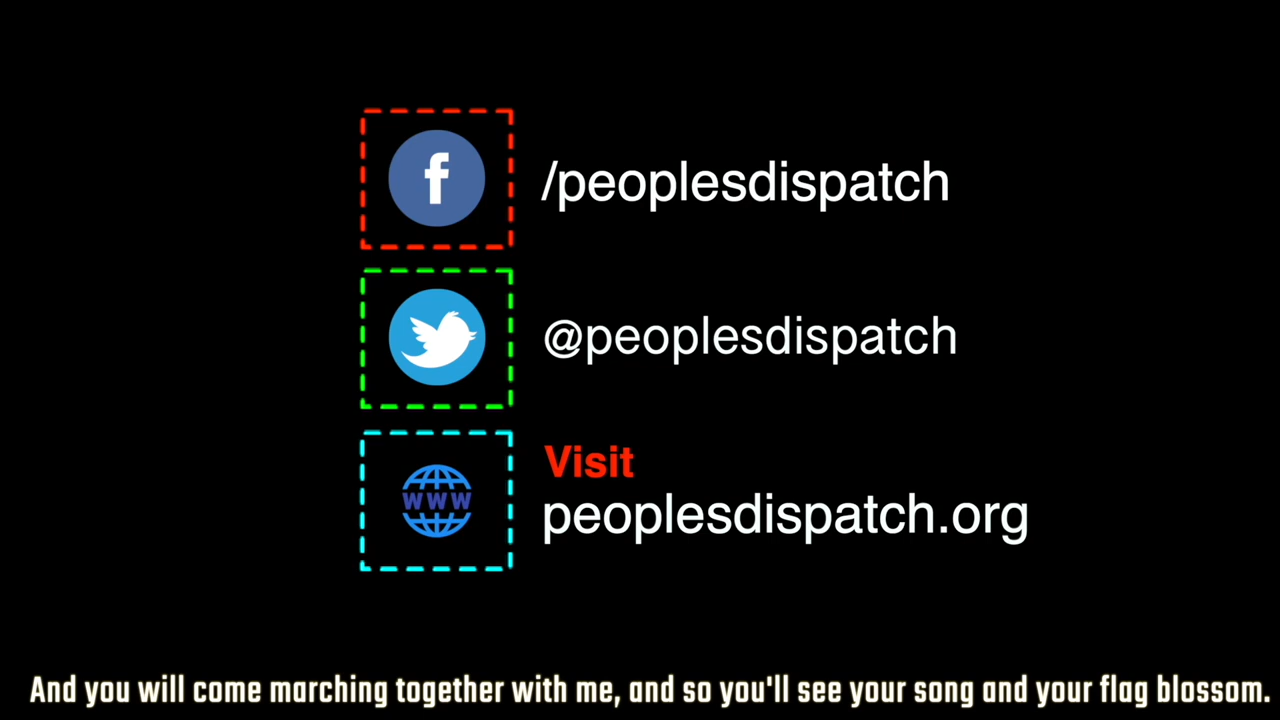 f
/peoplesdispatch
@peoplesdispatch
Visit
WWW
peoplesdispatch.org
And you will come marching together with me, and so you'll see your song and your flag blossom.